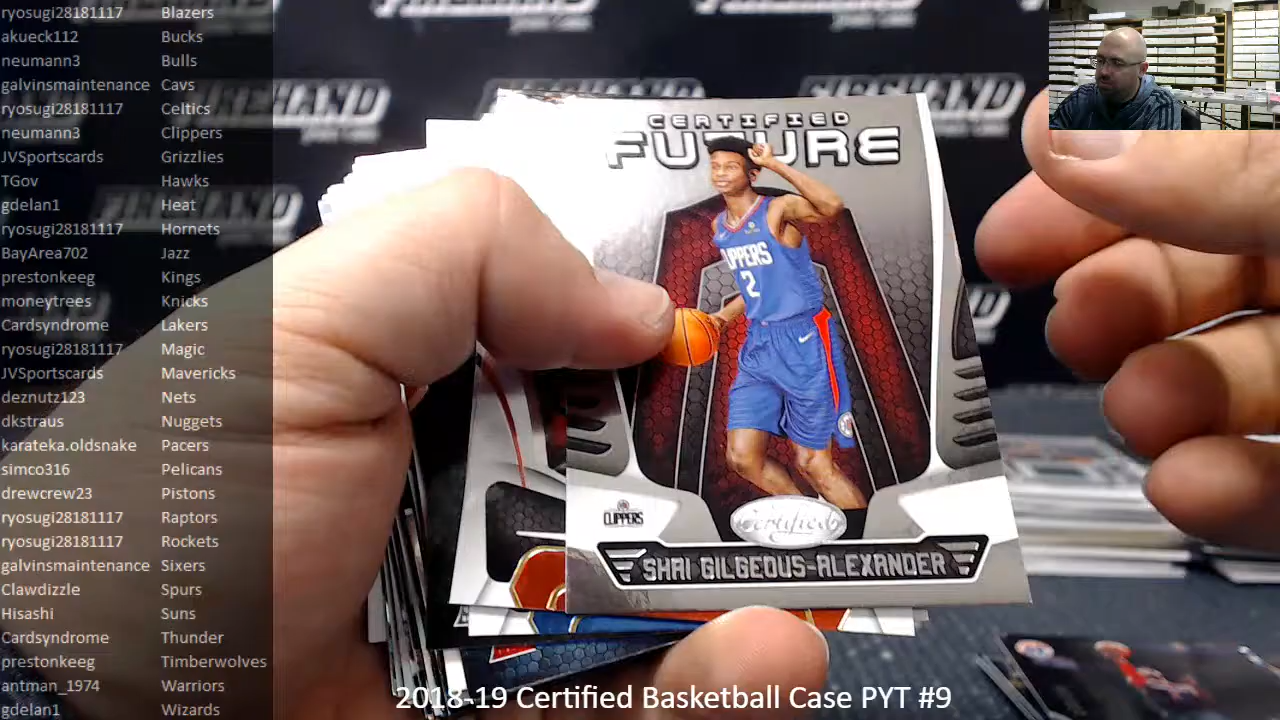 ryosugi28181117 Blazers
akueck112 Bucks
neumann3 Bulls
galvinsmaintenance Cavs
ryosugi28181117 Celtics
neumann3 Clippers
JVSportscards Grizzlies
TGov Hawks
gdelan1 Heat
ryosugi28181117 Hornets
BayArea702 Jazz
prestonkeeg Kings
moneytrees Knicks
Cardsyndrome Lakers
ryosugi28181117 Magic
JVSportscards Mavericks
deznutz123 Nets
dkstraus Nuggets
karateka.oldsnake Pacers
simco316 Pelicans
drewcrew23 Pistons
ryosugi28181117 Raptors
ryosugi28181117 Rockets
galvinsmaintenance Sixers
Clawdizzle Spurs
Hisashi Suns
Cardsyndrome Thunder
prestonkeeg Timberwolves
antman_1974 Warriors
gdelan1 Wizards
CERTIFIED
FUTURE
2
CLIPPERS
Certified
SHAI GILGEOUS-ALEXANDER
2018-19 Certified Basketball Case PYT #9